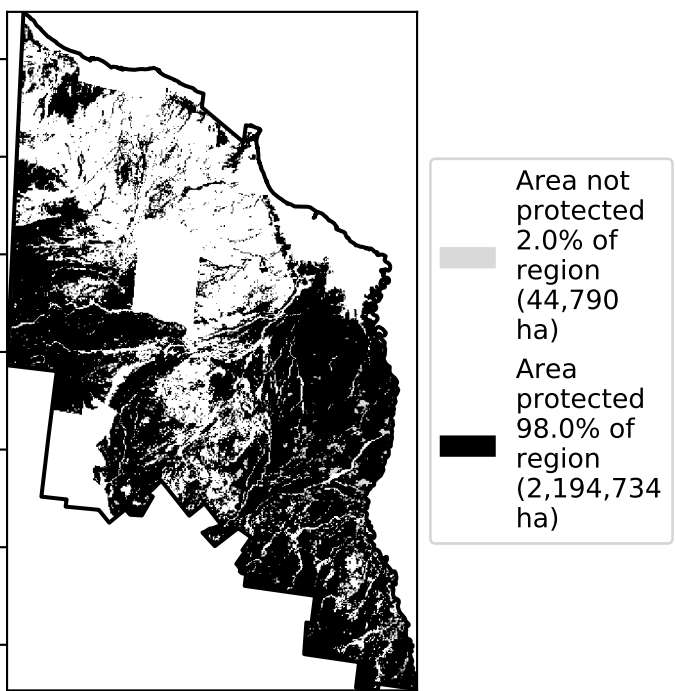 Area not
protected
2.0% of
region
(44,790
ha)
Area
protected
98.0% of
region
(2,194,734
ha)